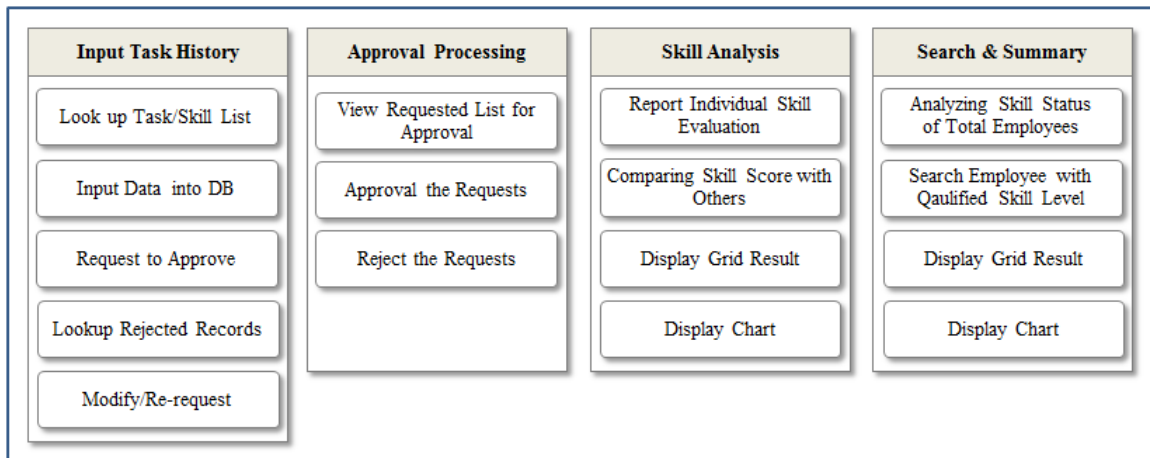 Input Task History
Look up Task/Skill List
Input Data into DB
Request to Approve
Lookup Rejected Records
Modify/Re-request
Approval Processing
View Requested List for
Approval
Approval the Requests
Reject the Requests
Skill Analysis
Report Individual Skill
Evaluation
Comparing Skill Score with
Others
Display Grid Result
Display Chart
Search & Summary
Analyzing Skill Status
of Total Employees
Search Employee with
Qaulified Skill Level
Display Grid Result
Display Chart